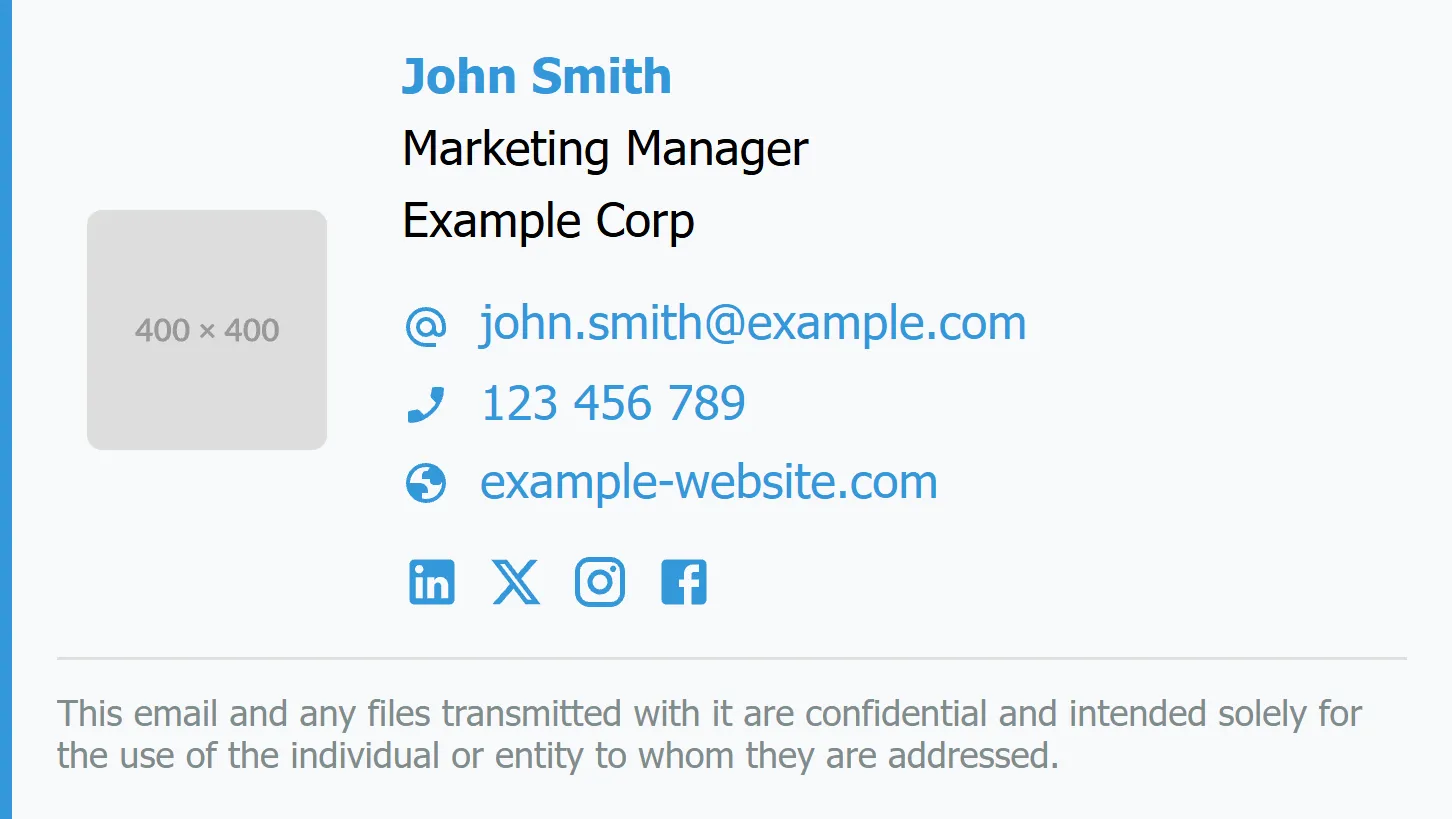 John Smith
Marketing Manager
Example Corp
400 × 400
john.smith@example.com
123 456 789
example-website.com
in
This email and any files transmitted with it are confidential and intended solely for
the use of the individual or entity to whom they are addressed.